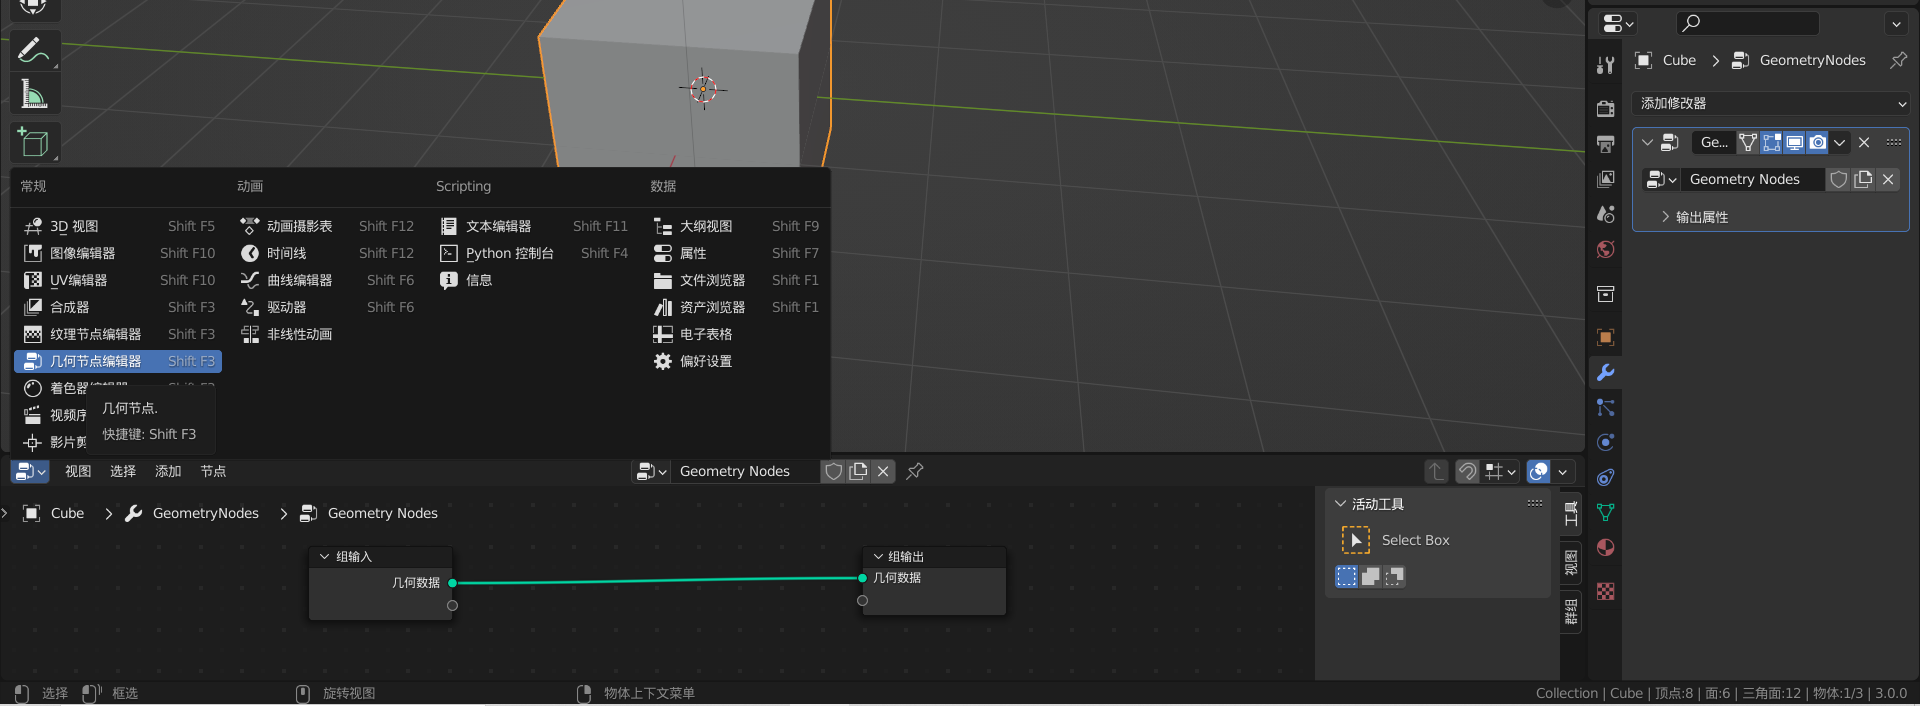 Cube GeometryNodes
添加修改器
Ge...
Geometry Nodes
输出属性
常规
3D 视图 Shift F5
图像编辑器 Shift F10
UV编辑器 Shift F10
合成器 Shift F3
纹理节点编辑器 Shift F3
几何节点编辑器 Shift F3
着色器编辑器 Shift F3
视频序
影片剪
几何节点.
快捷键: Shift F3
动画
动画摄影表 Shift F12
时间线 Shift F12
曲线编辑器 Shift F6
驱动器 Shift F6
非线性动画
Scripting
文本编辑器 Shift F11
Python 控制台 Shift F4
信息
数据
大纲视图 Shift F9
属性 Shift F7
文件浏览器 Shift F1
资产浏览器 Shift F1
电子表格
偏好设置
视图 选择 添加 节点 Geometry Nodes
Cube GeometryNodes Geometry Nodes
组输入
几何数据
组输出
几何数据
活动工具
Select Box
工具
视图
群组
选择 框选 旋转视图 物体上下文菜单 Collection | Cube | 顶点:8 | 面:6 | 三角面:12 | 物体:1/3 | 3.0.0